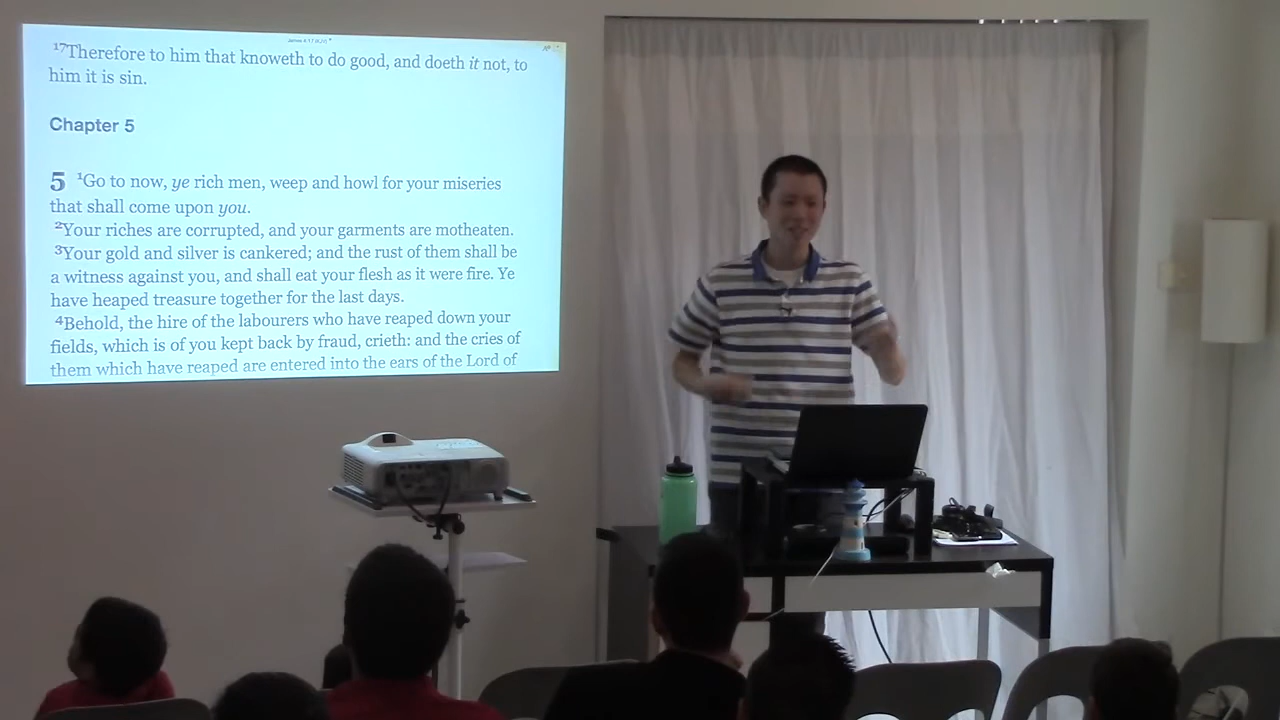 17Therefore to him that knoweth to do good, and doeth it not, to
him it is sin.
Chapter 5
5 1Go to now, ye rich men, weep and howl for your miseries
that shall come upon you.
2Your riches are corrupted, and your garments are motheaten.
3Your gold and silver is cankered; and the rust of them shall be
a witness against you, and shall eat your flesh as it were fire. Ye
have heaped treasure together for the last days.
4Behold, the hire of the labourers who have reaped down your
fields, which is of you kept back by fraud, crieth: and the cries of
them which have reaped are entered into the ears of the Lord of